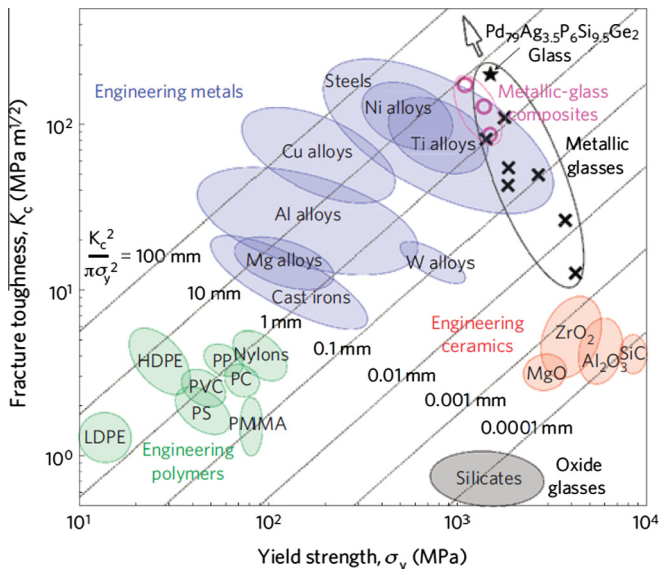 Pd79Ag3.5P6Si9.5Ge2
Glass
Engineering metals
Steels
Metallic-glass
composites
Ni alloys
Ti alloys
Metallic
glasses
Cu alloys
Al alloys
Kc²/πσy² = 100 mm
Mg alloys
W alloys
10 mm
Cast irons
1 mm
Engineering
ceramics
0.1 mm
ZrO2
HDPE
PP
Nylons
0.01 mm
Al2O3
SiC
PVC
PC
MgO
0.001 mm
PS
PMMA
0.0001 mm
LDPE
Engineering
polymers
Silicates
Oxide
glasses
Fracture toughness, Kc (MPa m1/2)
10²
10¹
10⁰
10¹
10²
10³
10⁴
Yield strength, σy (MPa)